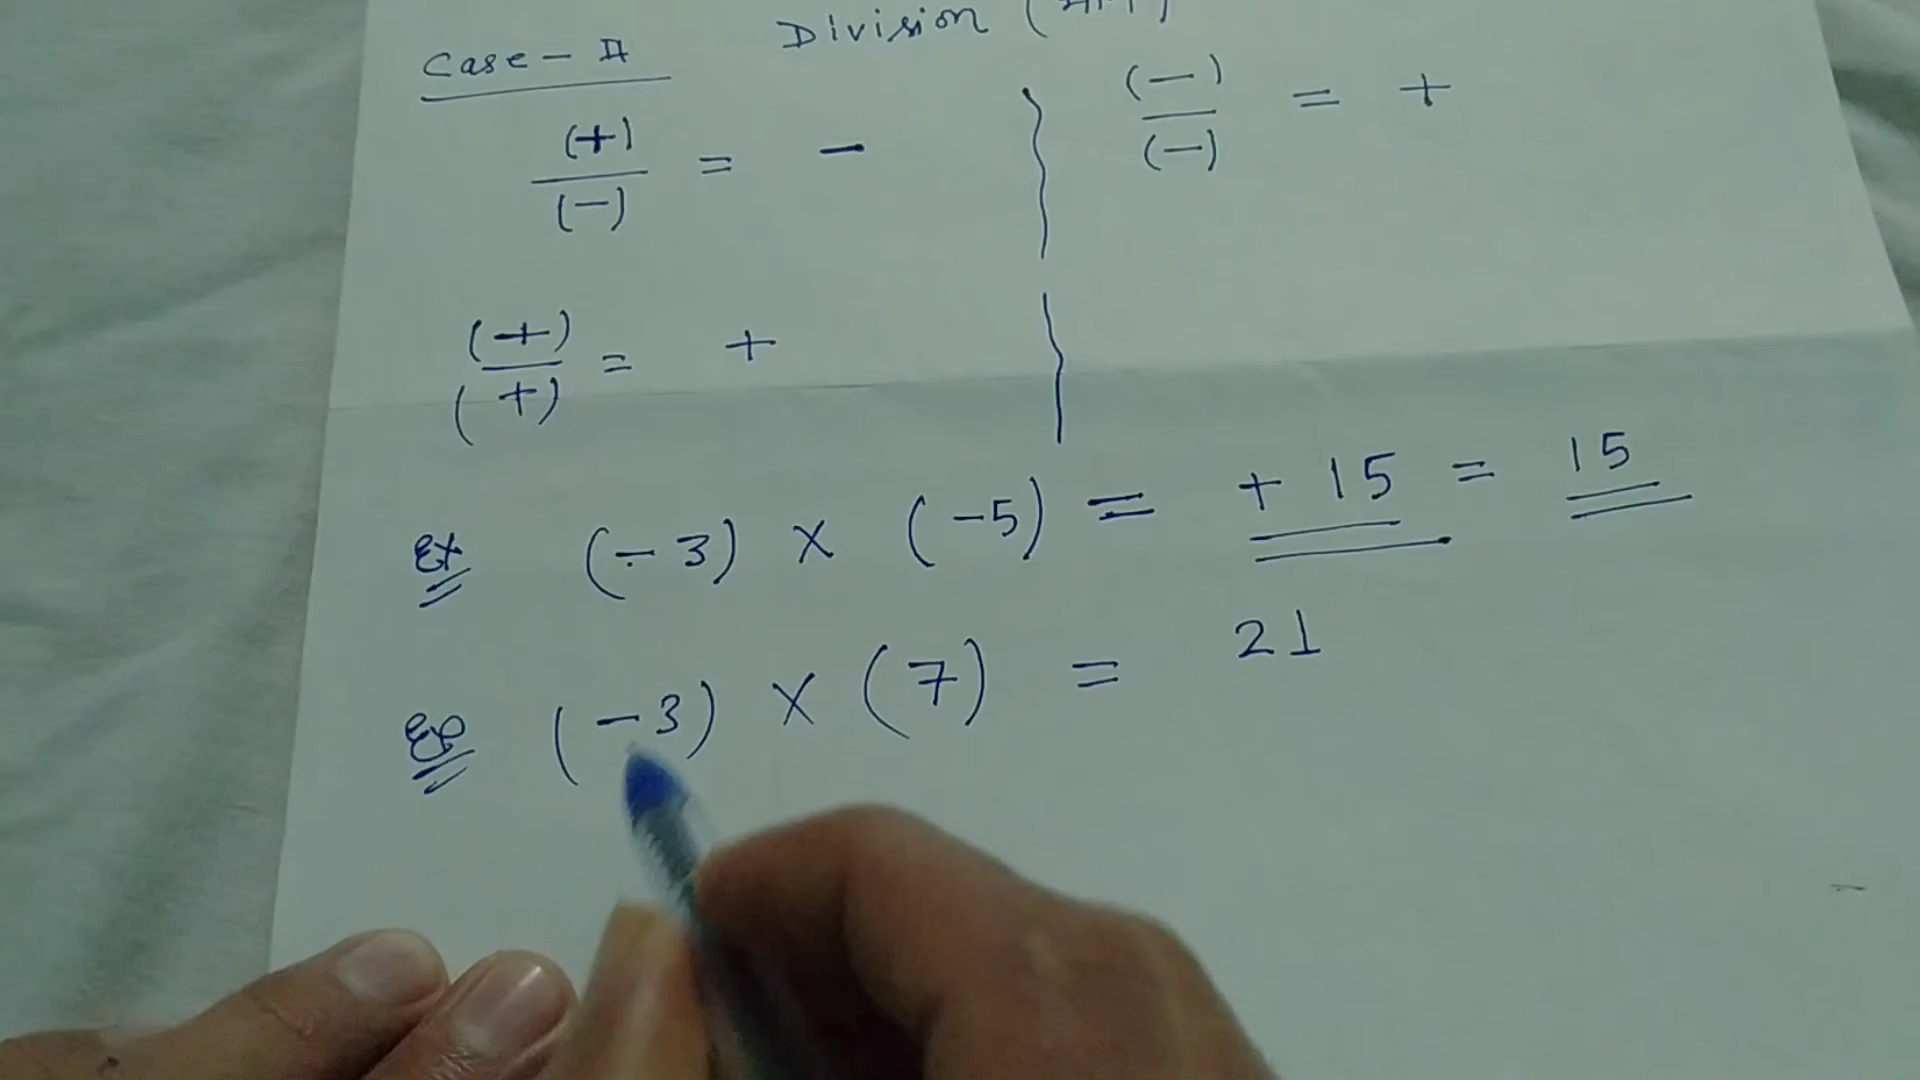 Case - II Division (भाग)
(+)/(-) = - (-)/(-) = +
(+)/(+) = +
Ex (-3) × (-5) = + 15 = 15
Ex (-3) × (7) = 21